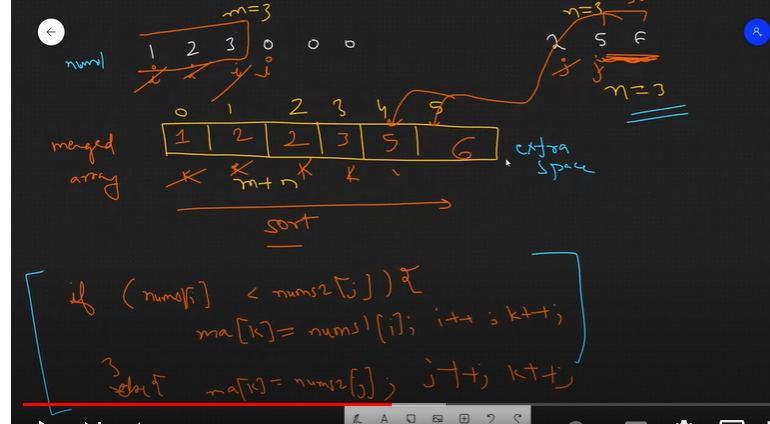 m=3 n=3
nums1 1 2 3 0 0 0 2 5 6
i i i j j j
n=3
0 1 2 3 4 5
merged array 1 2 2 3 5 6 extra space
K K K K
m+n
sort
if (nums[i] < nums2[j]) {
ma[k] = nums1[i]; i++; k++;
}
else{ ma[k] = nums2[j]; j++; k++;
A